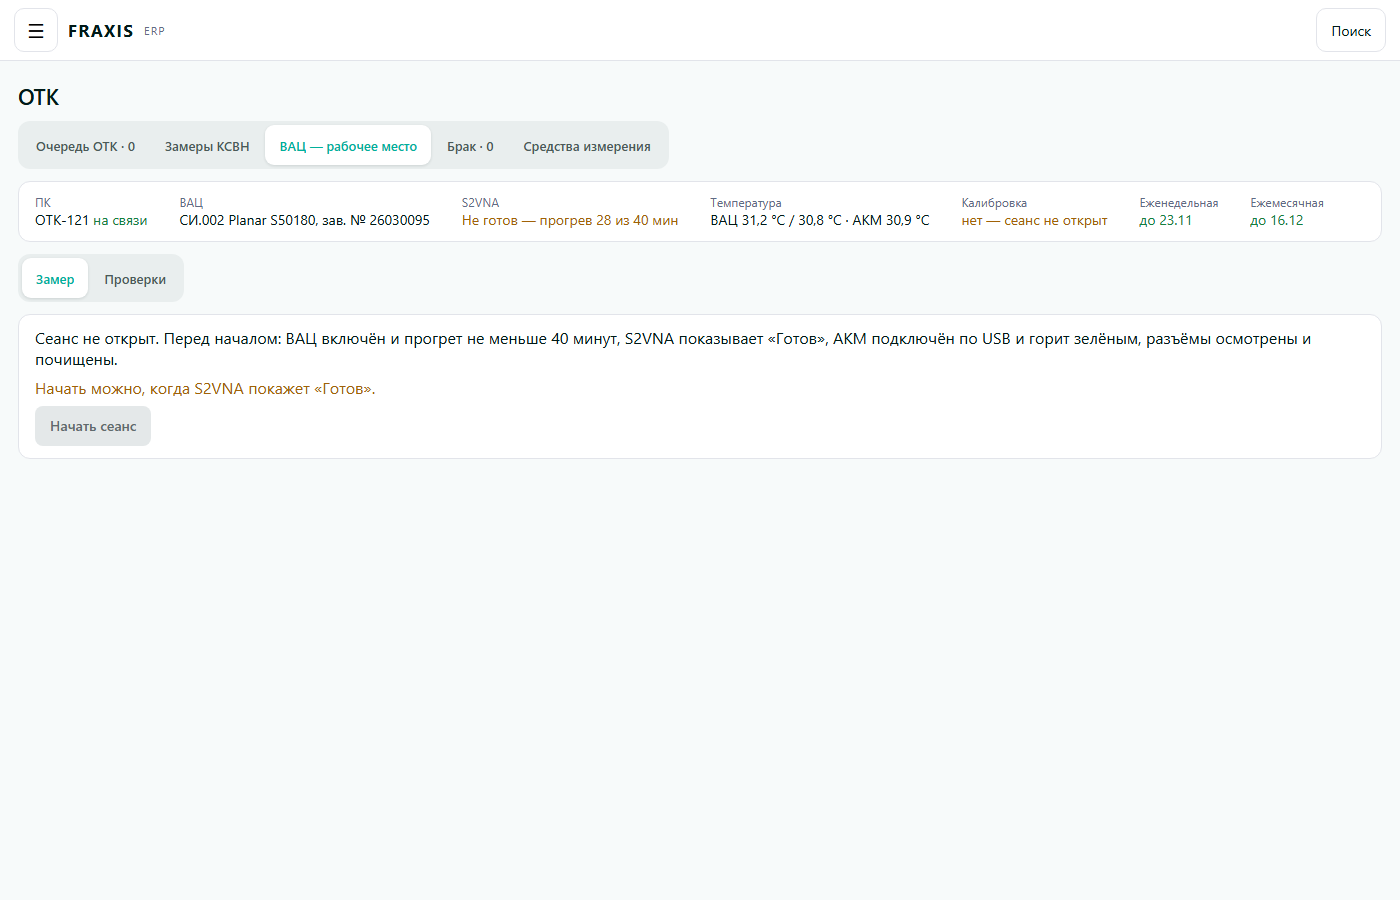 ☰ FRAXIS ERP Поиск
ОТК
Очередь ОТК · 0 Замеры КСВН ВАЦ — рабочее место Брак · 0 Средства измерения
ПК ВАЦ S2VNA Температура Калибровка Еженедельная Ежемесячная
ОТК-121 на связи СИ.002 Planar S50180, зав. № 26030095 Не готов — прогрев 28 из 40 мин ВАЦ 31,2 °C / 30,8 °C · АКМ 30,9 °C нет — сеанс не открыт до 23.11 до 16.12
Замер Проверки
Сеанс не открыт. Перед началом: ВАЦ включён и прогрет не меньше 40 минут, S2VNA показывает «Готов», АКМ подключён по USB и горит зелёным, разъёмы осмотрены и
почищены.
Начать можно, когда S2VNA покажет «Готов».
Начать сеанс